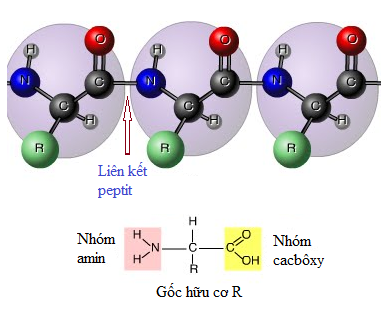 H O H O H O
N C N C N C
C H C H C H
R R R
Liên kết
peptit
Nhóm
amin
H H O
N C C
H R OH
Nhóm
cacbôxy
Gốc hữu cơ R